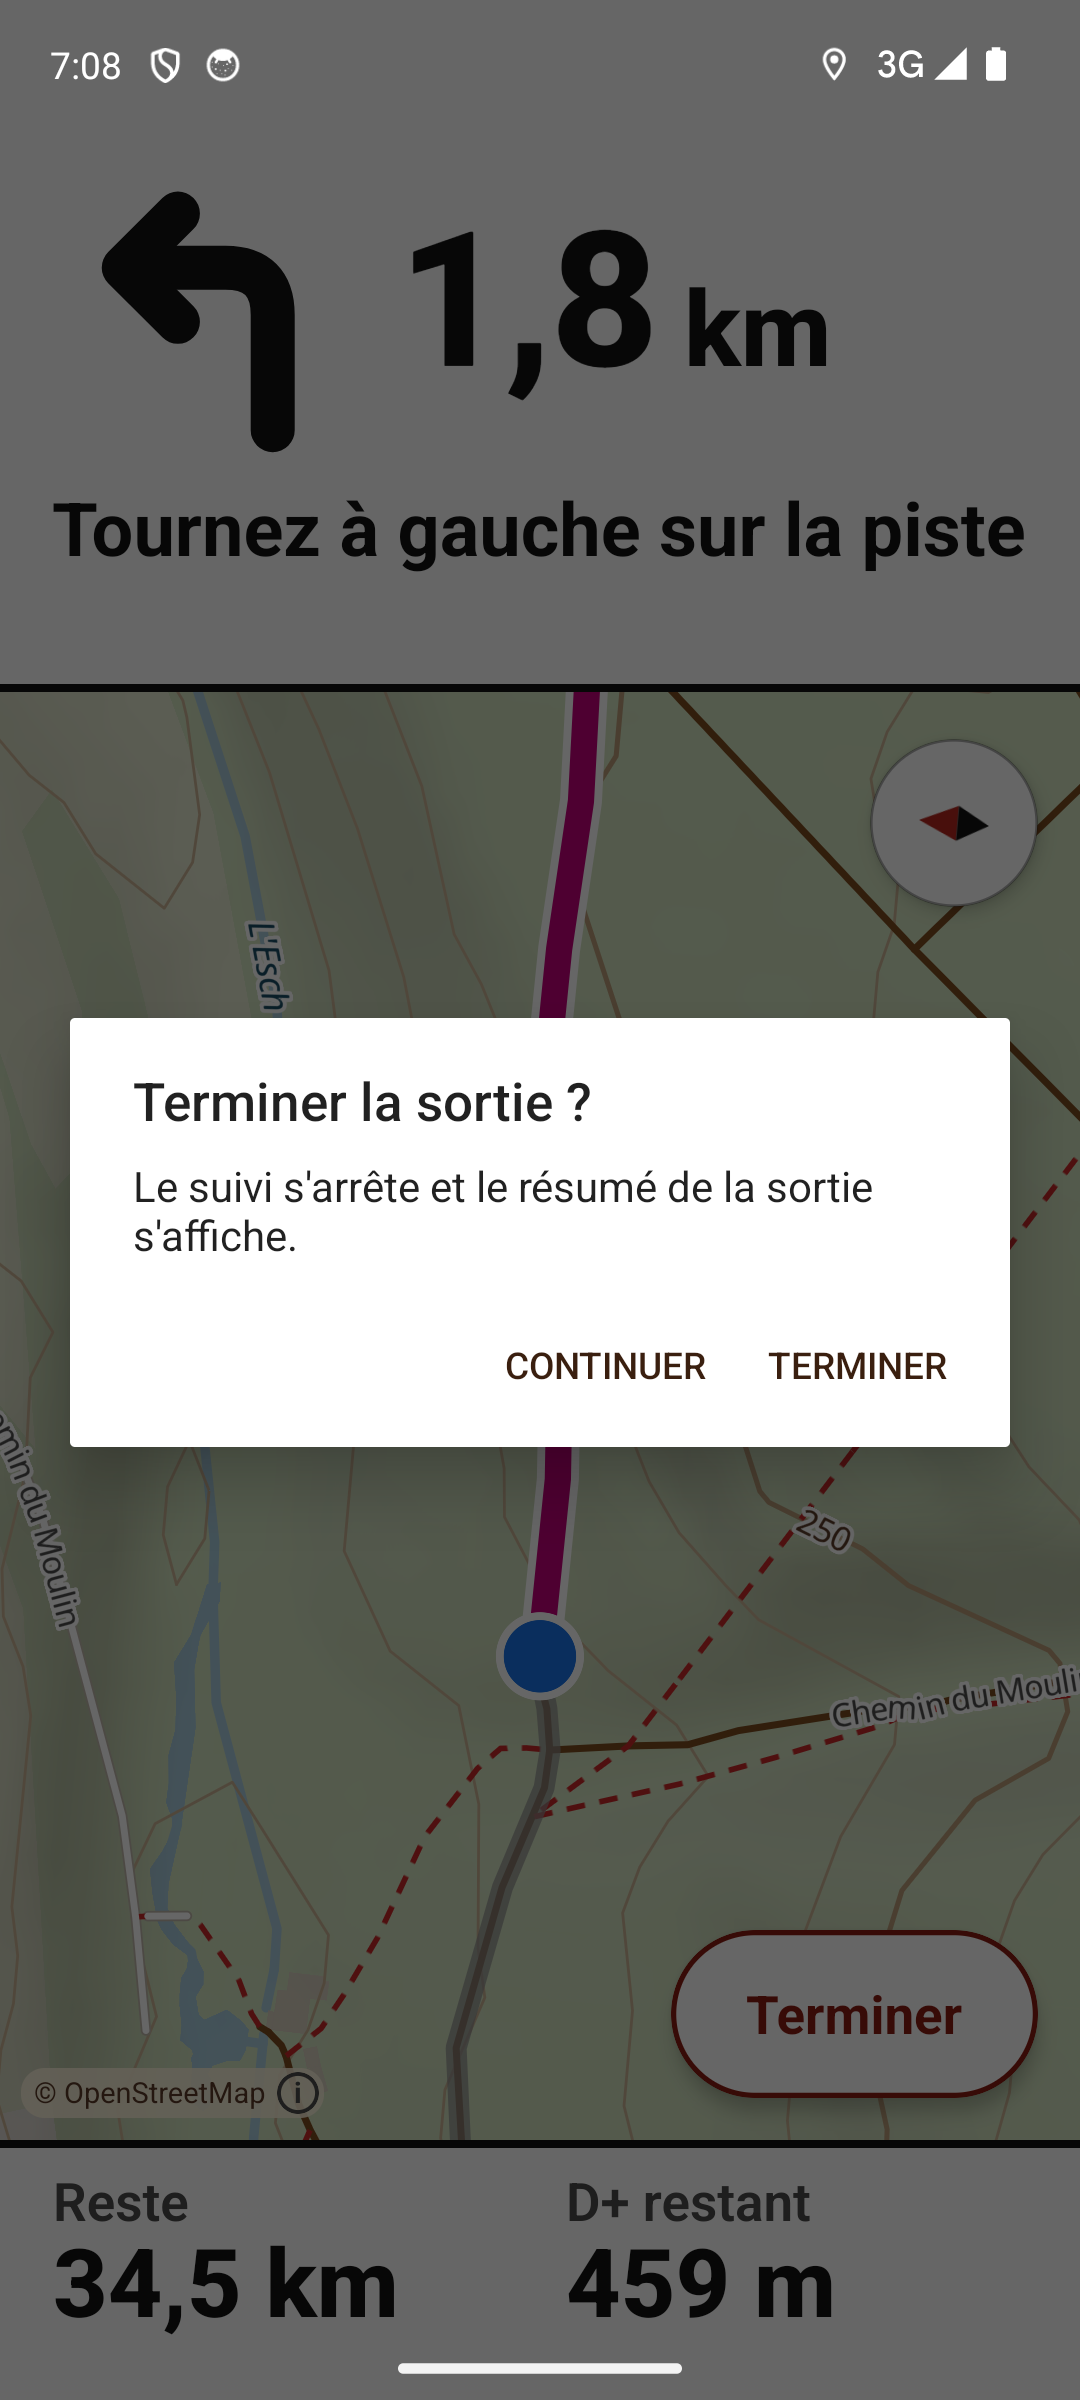 7:08
3G
1,8 km
Tournez à gauche sur la piste
L'Esch
Terminer la sortie ?
Le suivi s'arrête et le résumé de la sortie
s'affiche.
CONTINUER TERMINER
emin du Moulin
250
Chemin du Mouli
Terminer
© OpenStreetMap i
Reste D+ restant
34,5 km 459 m